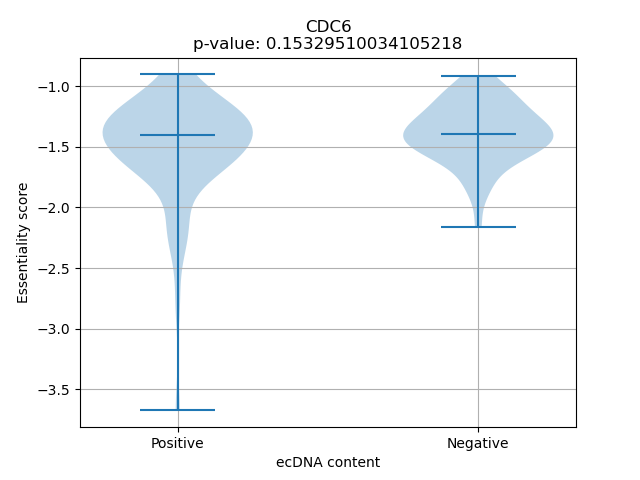 CDC6
p-value: 0.15329510034105218
Essentiality score
−1.0
−1.5
−2.0
−2.5
−3.0
−3.5
Positive
Negative
ecDNA content